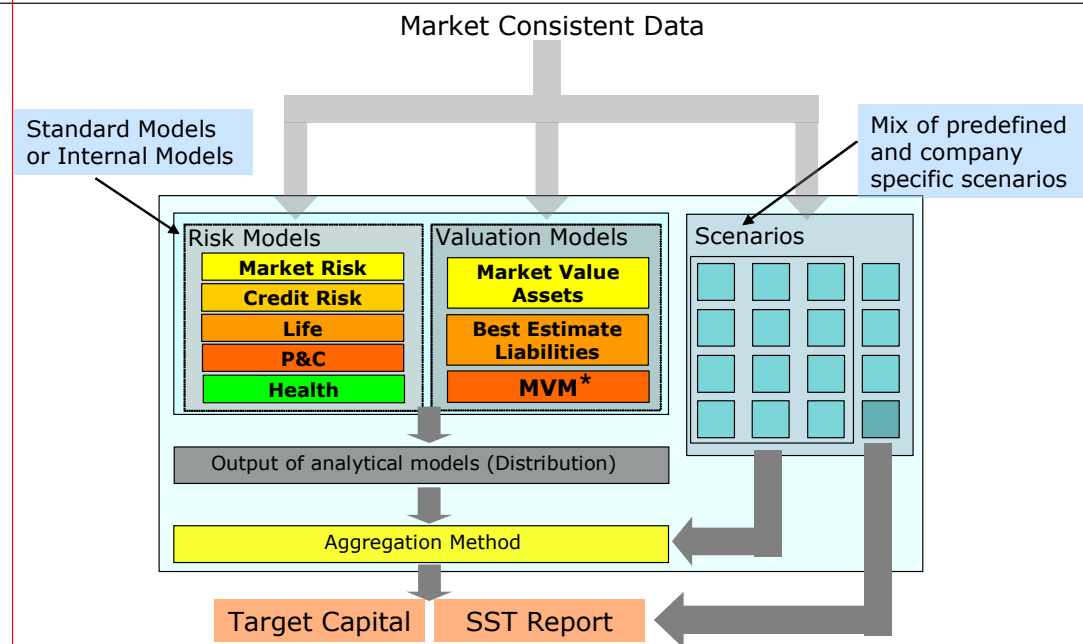 Market Consistent Data
Standard Models
or Internal Models
Mix of predefined
and company
specific scenarios
Risk Models
Market Risk
Credit Risk
Life
P&C
Health
Valuation Models
Market Value
Assets
Best Estimate
Liabilities
MVM*
Scenarios
Output of analytical models (Distribution)
Aggregation Method
Target Capital
SST Report